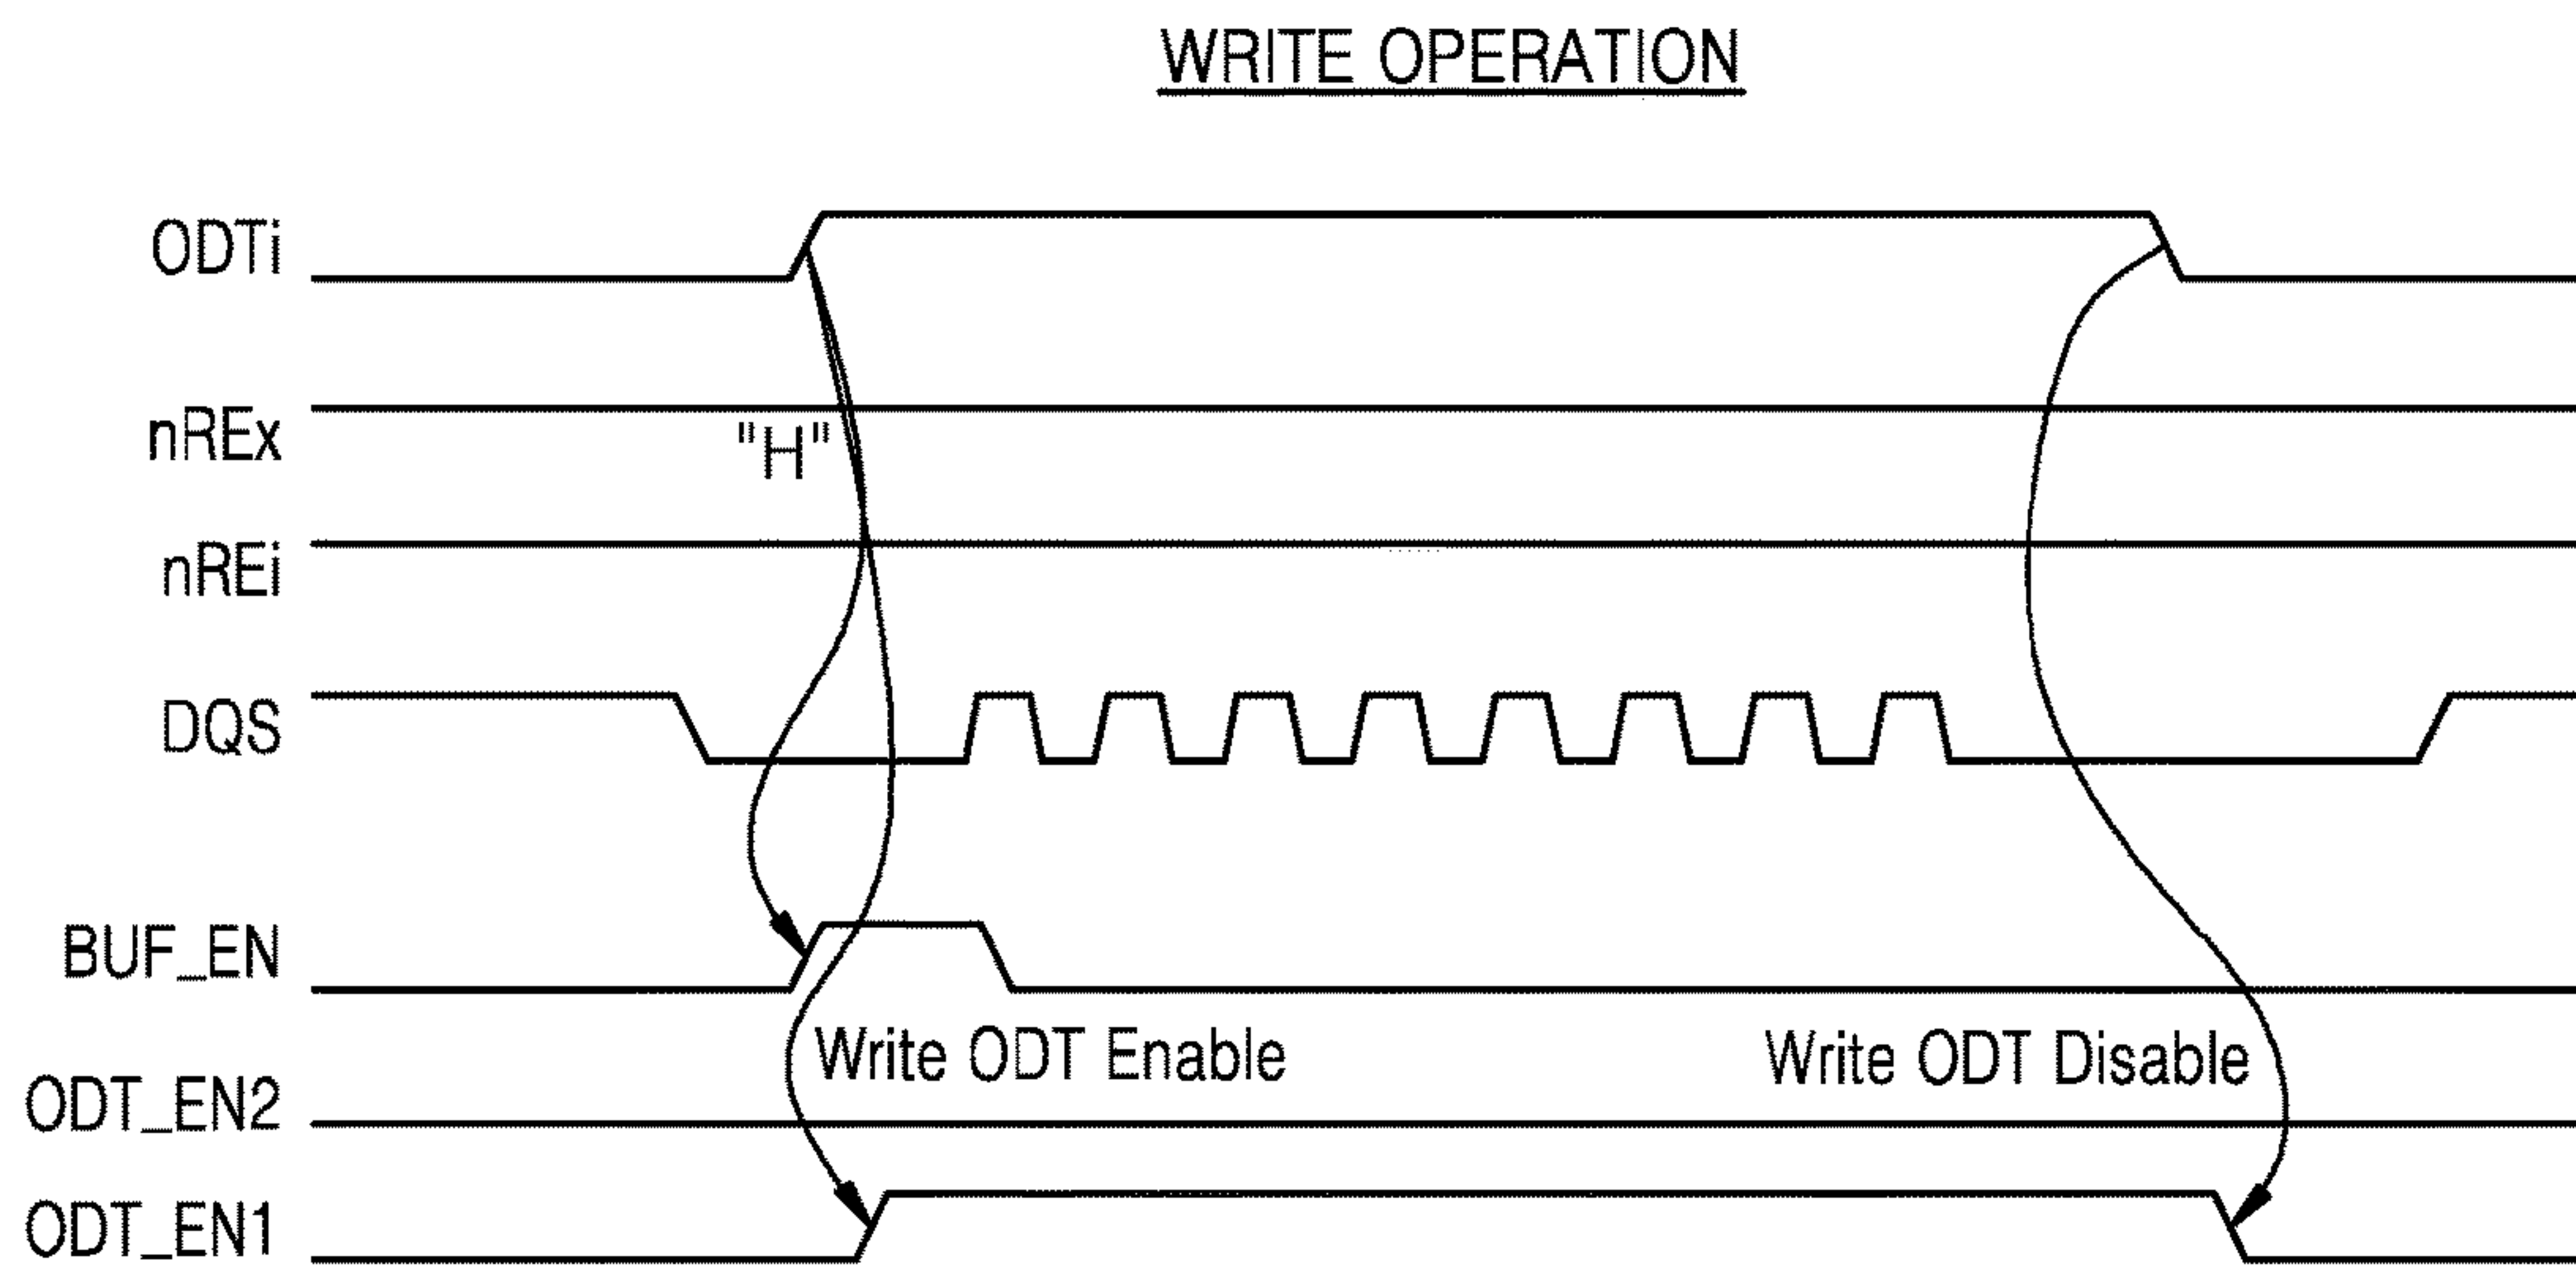 WRITE OPERATION
ODTi
nREx
"H"
nREi
DQS
BUF_EN
Write ODT Enable
Write ODT Disable
ODT_EN2
ODT_EN1